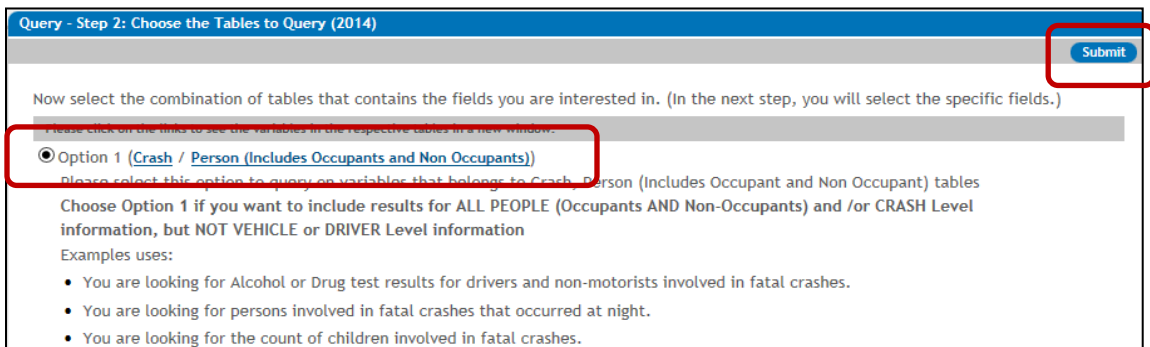 Query - Step 2: Choose the Tables to Query (2014)
Submit
Now select the combination of tables that contains the fields you are interested in. (In the next step, you will select the specific fields.)
Please click on the links to see the variables in the respective tables in a new window.
Option 1 (Crash / Person (Includes Occupants and Non Occupants))
Please select this option to query on variables that belongs to Crash, Person (Includes Occupant and Non Occupant) tables
Choose Option 1 if you want to include results for ALL PEOPLE (Occupants AND Non-Occupants) and /or CRASH Level
information, but NOT VEHICLE or DRIVER Level information
Examples uses:
• You are looking for Alcohol or Drug test results for drivers and non-motorists involved in fatal crashes.
• You are looking for persons involved in fatal crashes that occurred at night.
• You are looking for the count of children involved in fatal crashes.